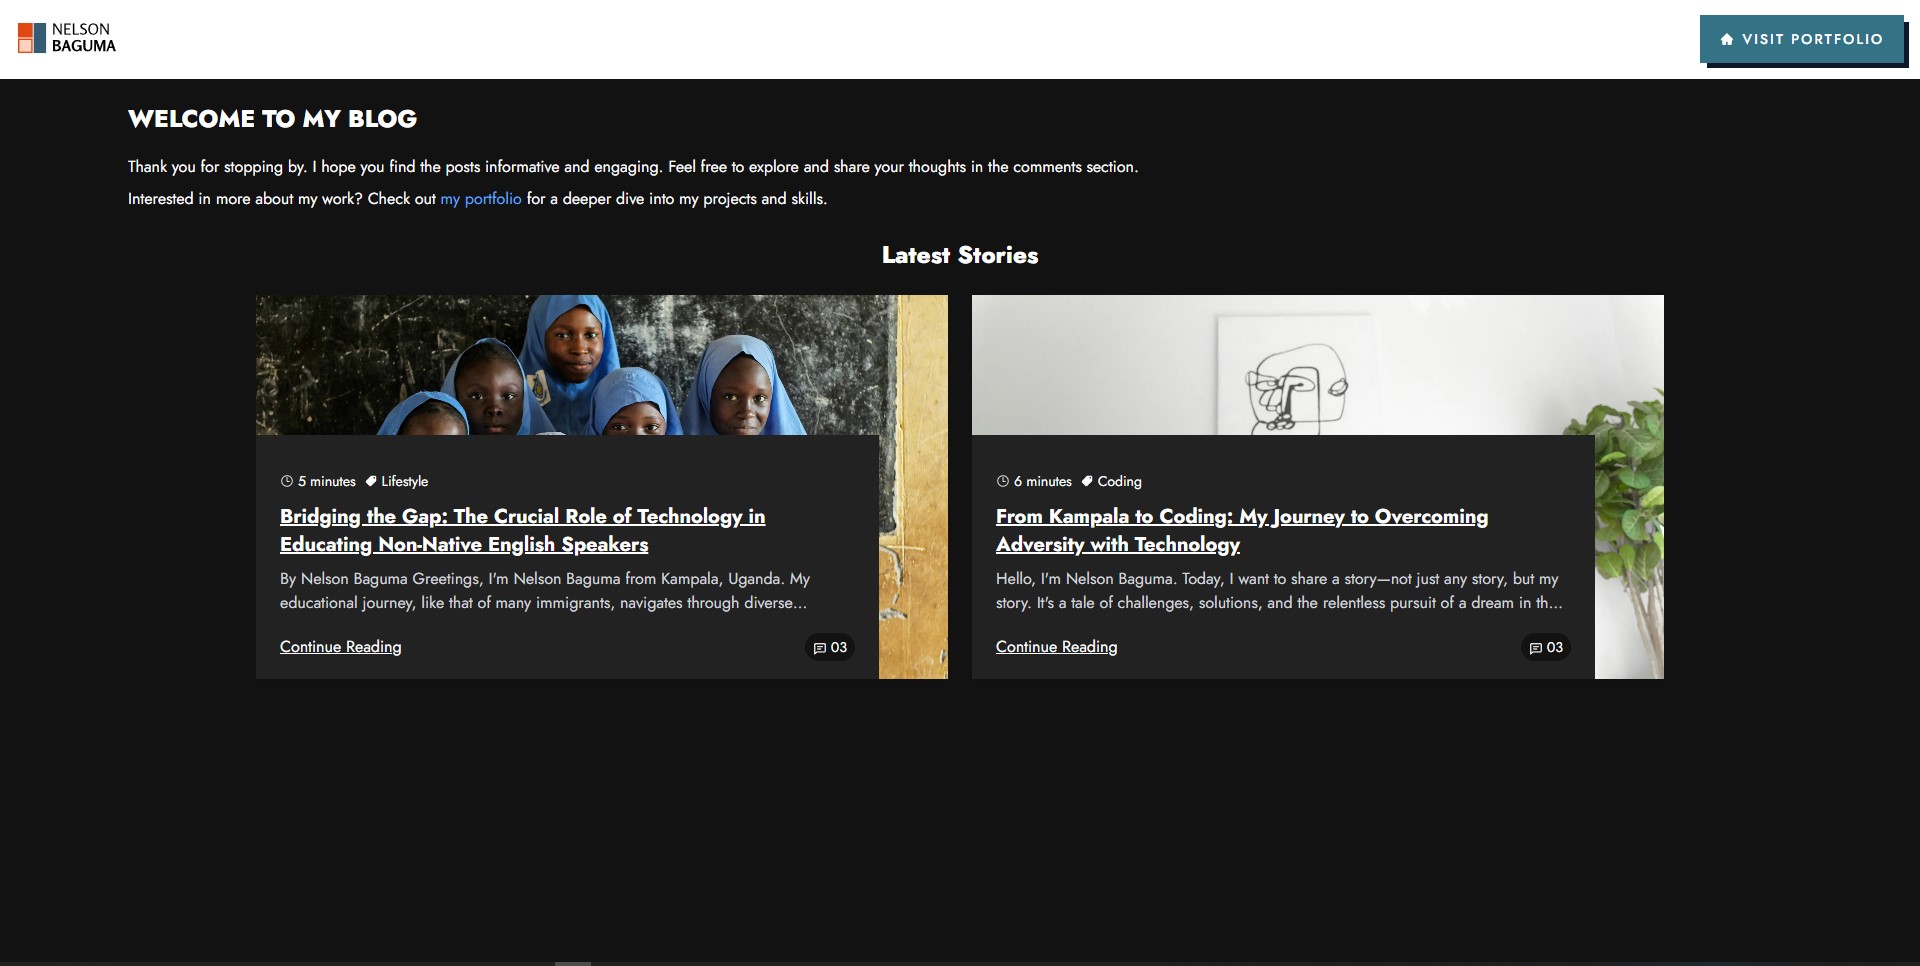 NELSON
BAGUMA
VISIT PORTFOLIO
WELCOME TO MY BLOG
Thank you for stopping by. I hope you find the posts informative and engaging. Feel free to explore and share your thoughts in the comments section.
Interested in more about my work? Check out my portfolio for a deeper dive into my projects and skills.
Latest Stories
5 minutes Lifestyle
Bridging the Gap: The Crucial Role of Technology in
Educating Non-Native English Speakers
By Nelson Baguma Greetings, I'm Nelson Baguma from Kampala, Uganda. My
educational journey, like that of many immigrants, navigates through diverse...
Continue Reading
03
6 minutes Coding
From Kampala to Coding: My Journey to Overcoming
Adversity with Technology
Hello, I'm Nelson Baguma. Today, I want to share a story—not just any story, but my
story. It's a tale of challenges, solutions, and the relentless pursuit of a dream in th...
Continue Reading
03